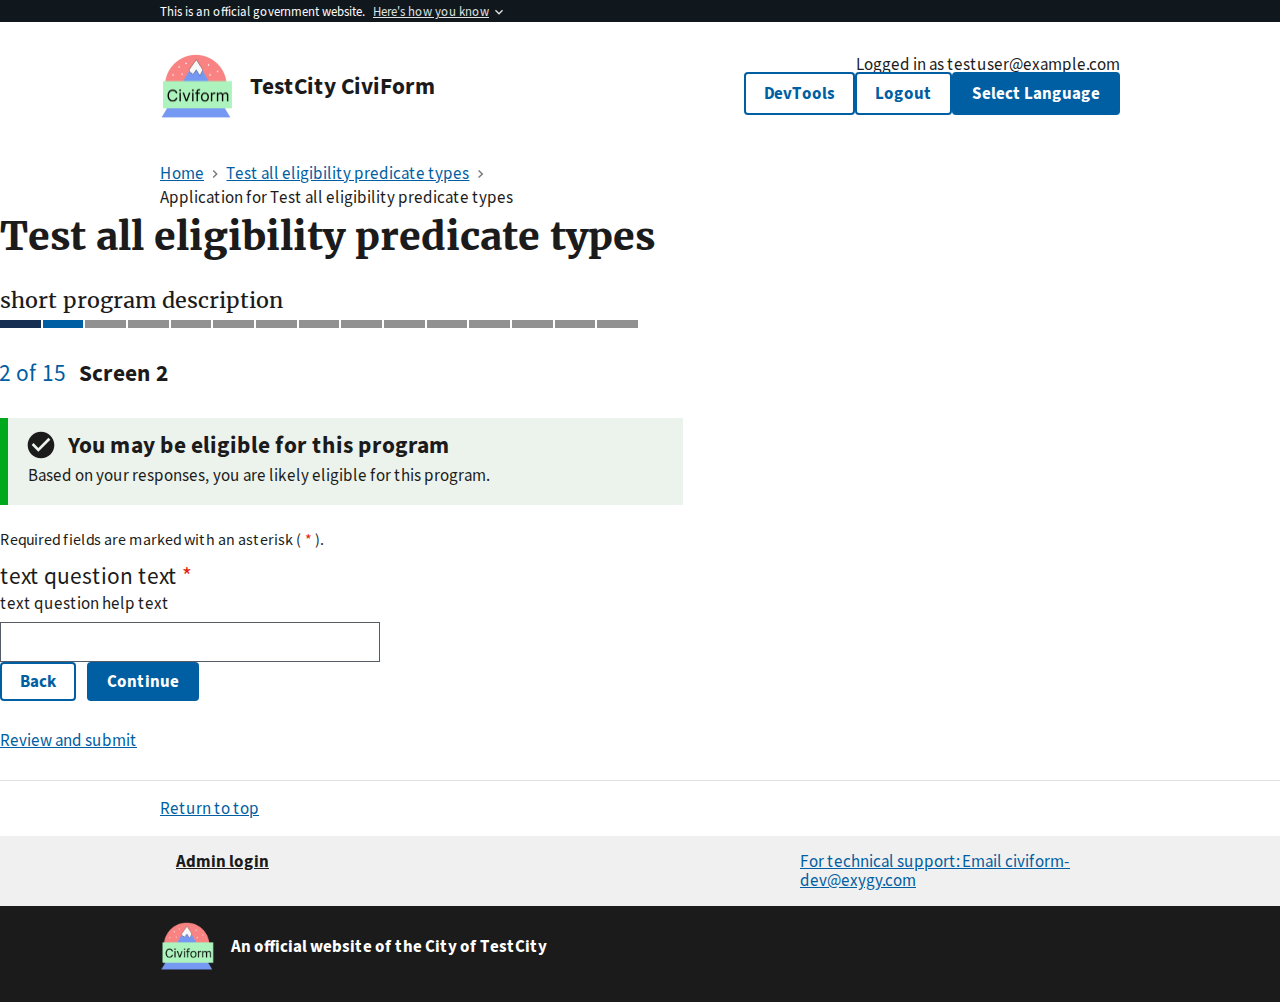 This is an official government website. Here's how you know
Civiform
TestCity CiviForm
Logged in as testuser@example.com
DevTools
Logout
Select Language
Home
Test all eligibility predicate types
Application for Test all eligibility predicate types
Test all eligibility predicate types
short program description
2 of 15 Screen 2
You may be eligible for this program
Based on your responses, you are likely eligible for this program.
Required fields are marked with an asterisk ( * ).
text question text *
text question help text
Back
Continue
Review and submit
Return to top
Admin login
For technical support: Email civiform-
dev@exygy.com
Civiform
An official website of the City of TestCity